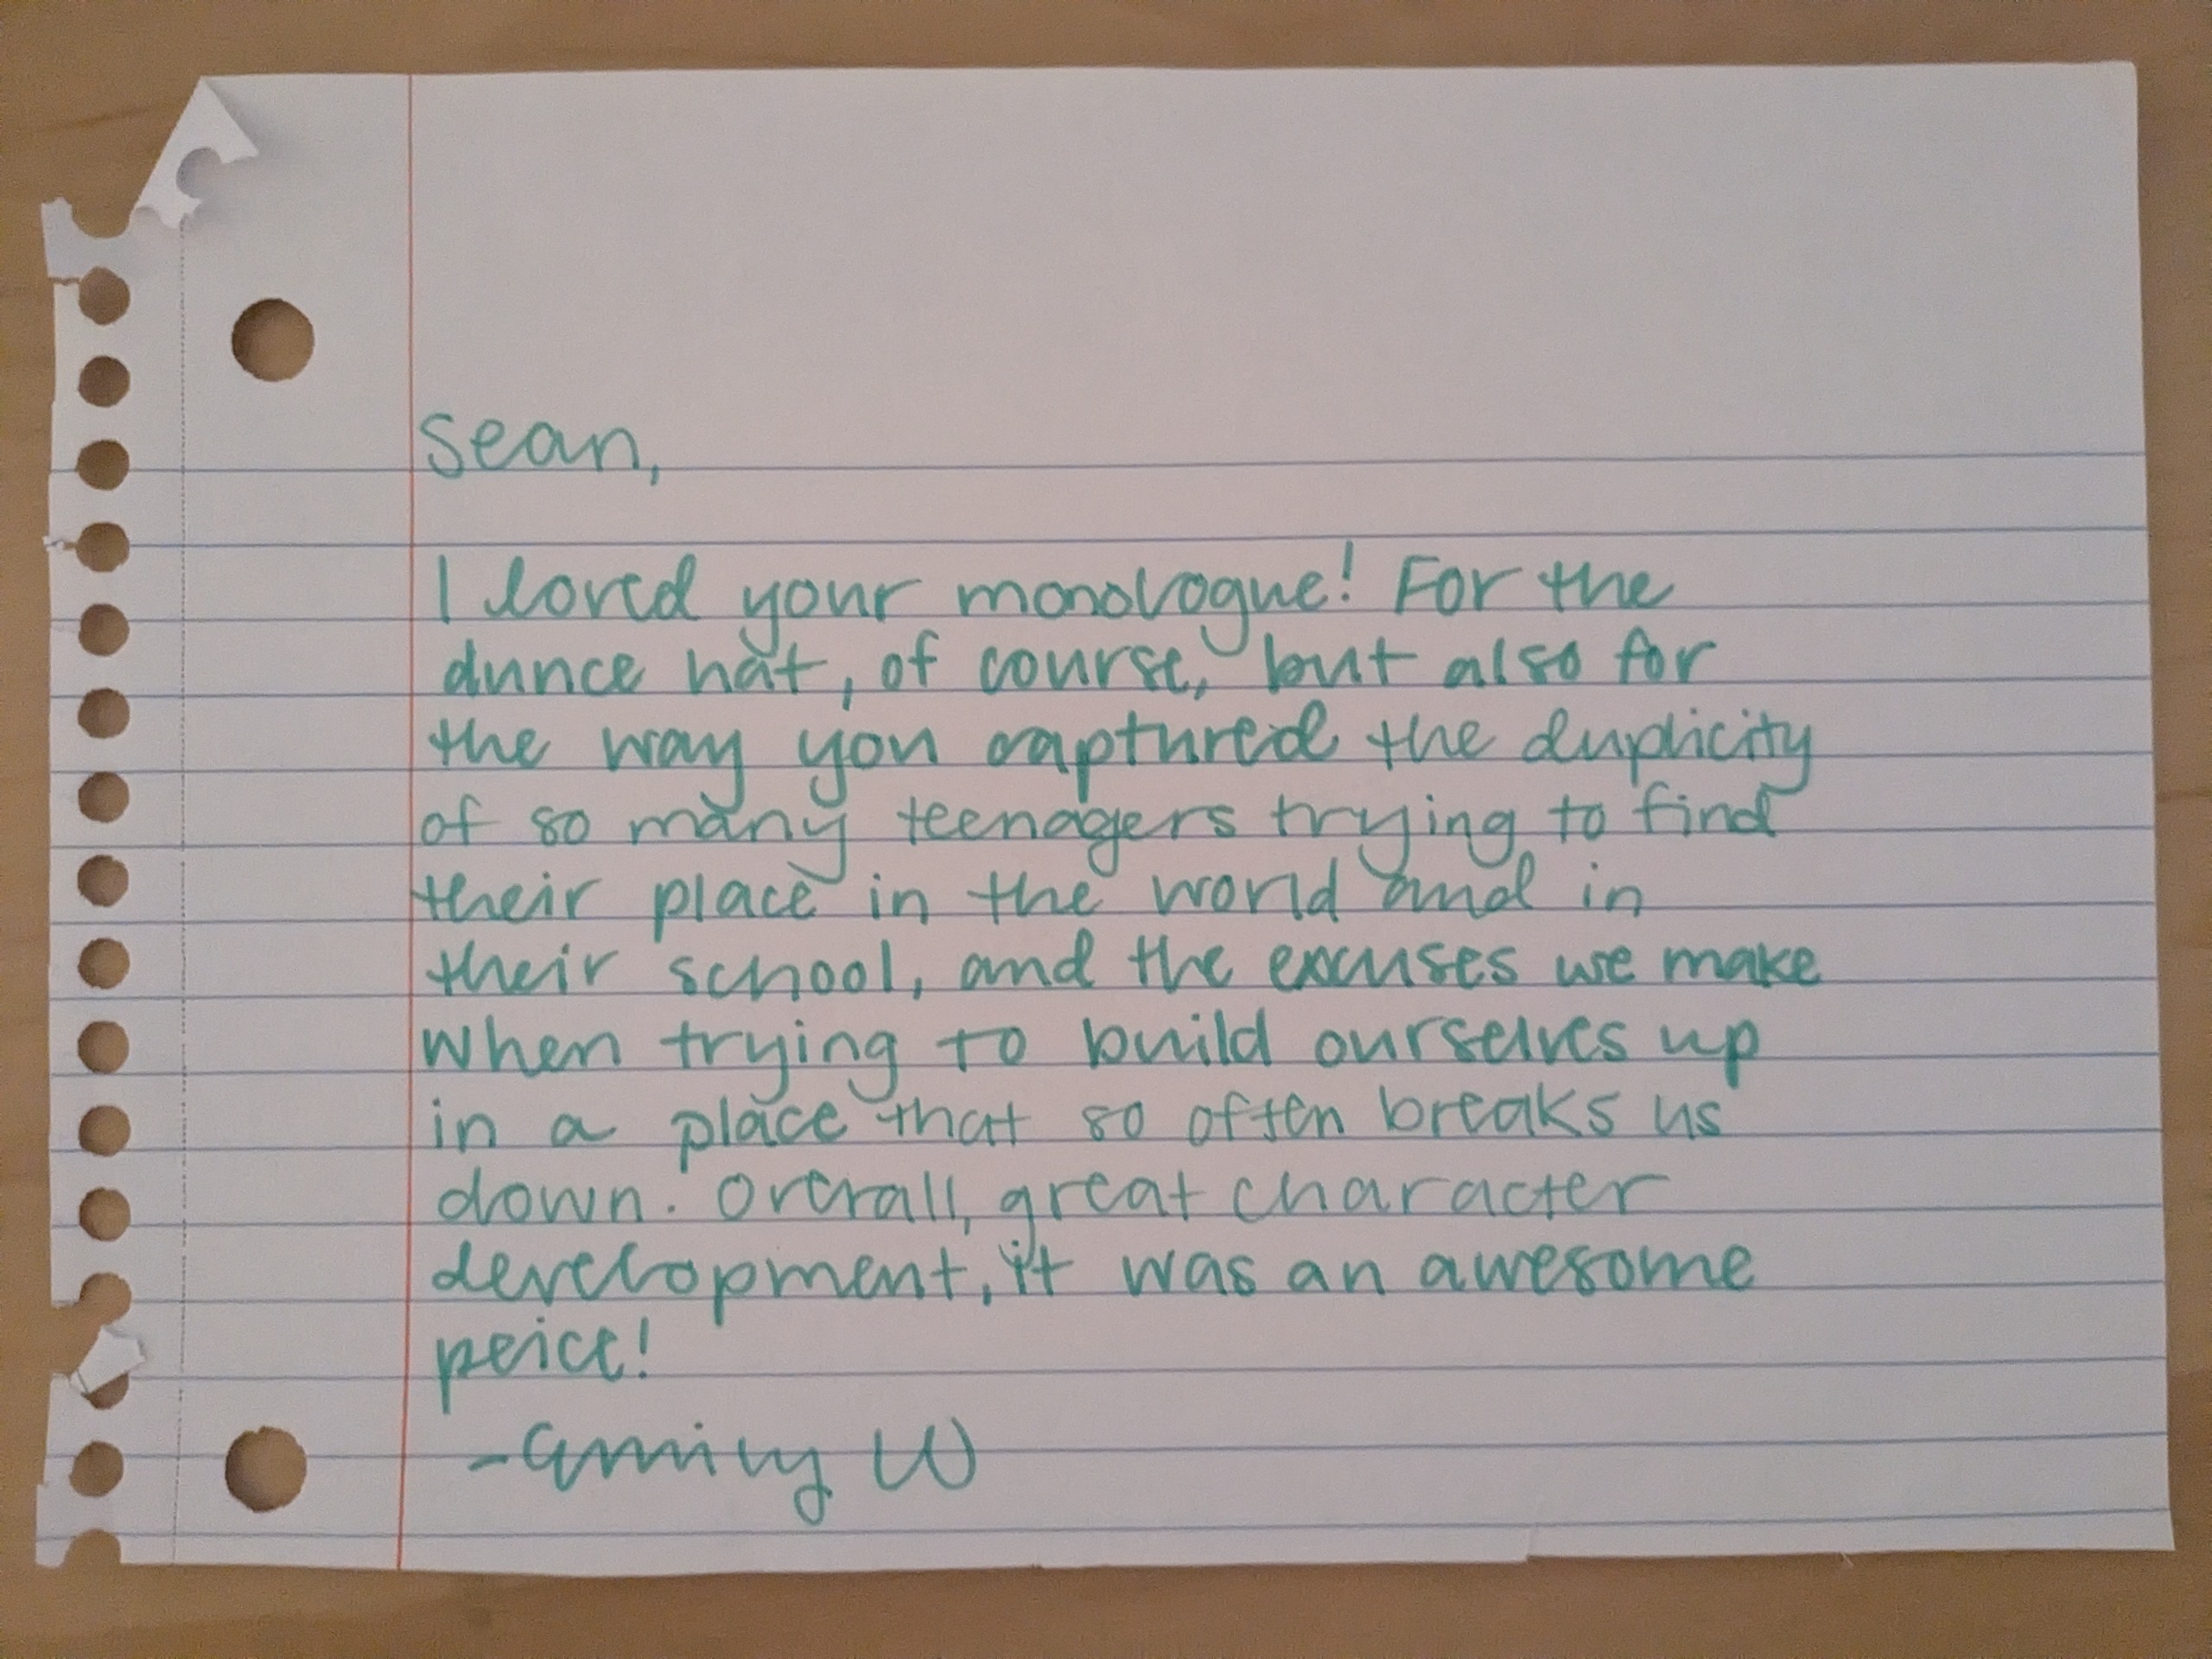 Sean,
I loved your monologue! For the
dunce hat, of course, but also for
the way you captured the duplicity
of so many teenagers trying to find
their place in the world and in
their school, and the excuses we make
when trying to build ourselves up
in a place that so often breaks us
down. Overall, great character
development, it was an awesome
peice!
- W